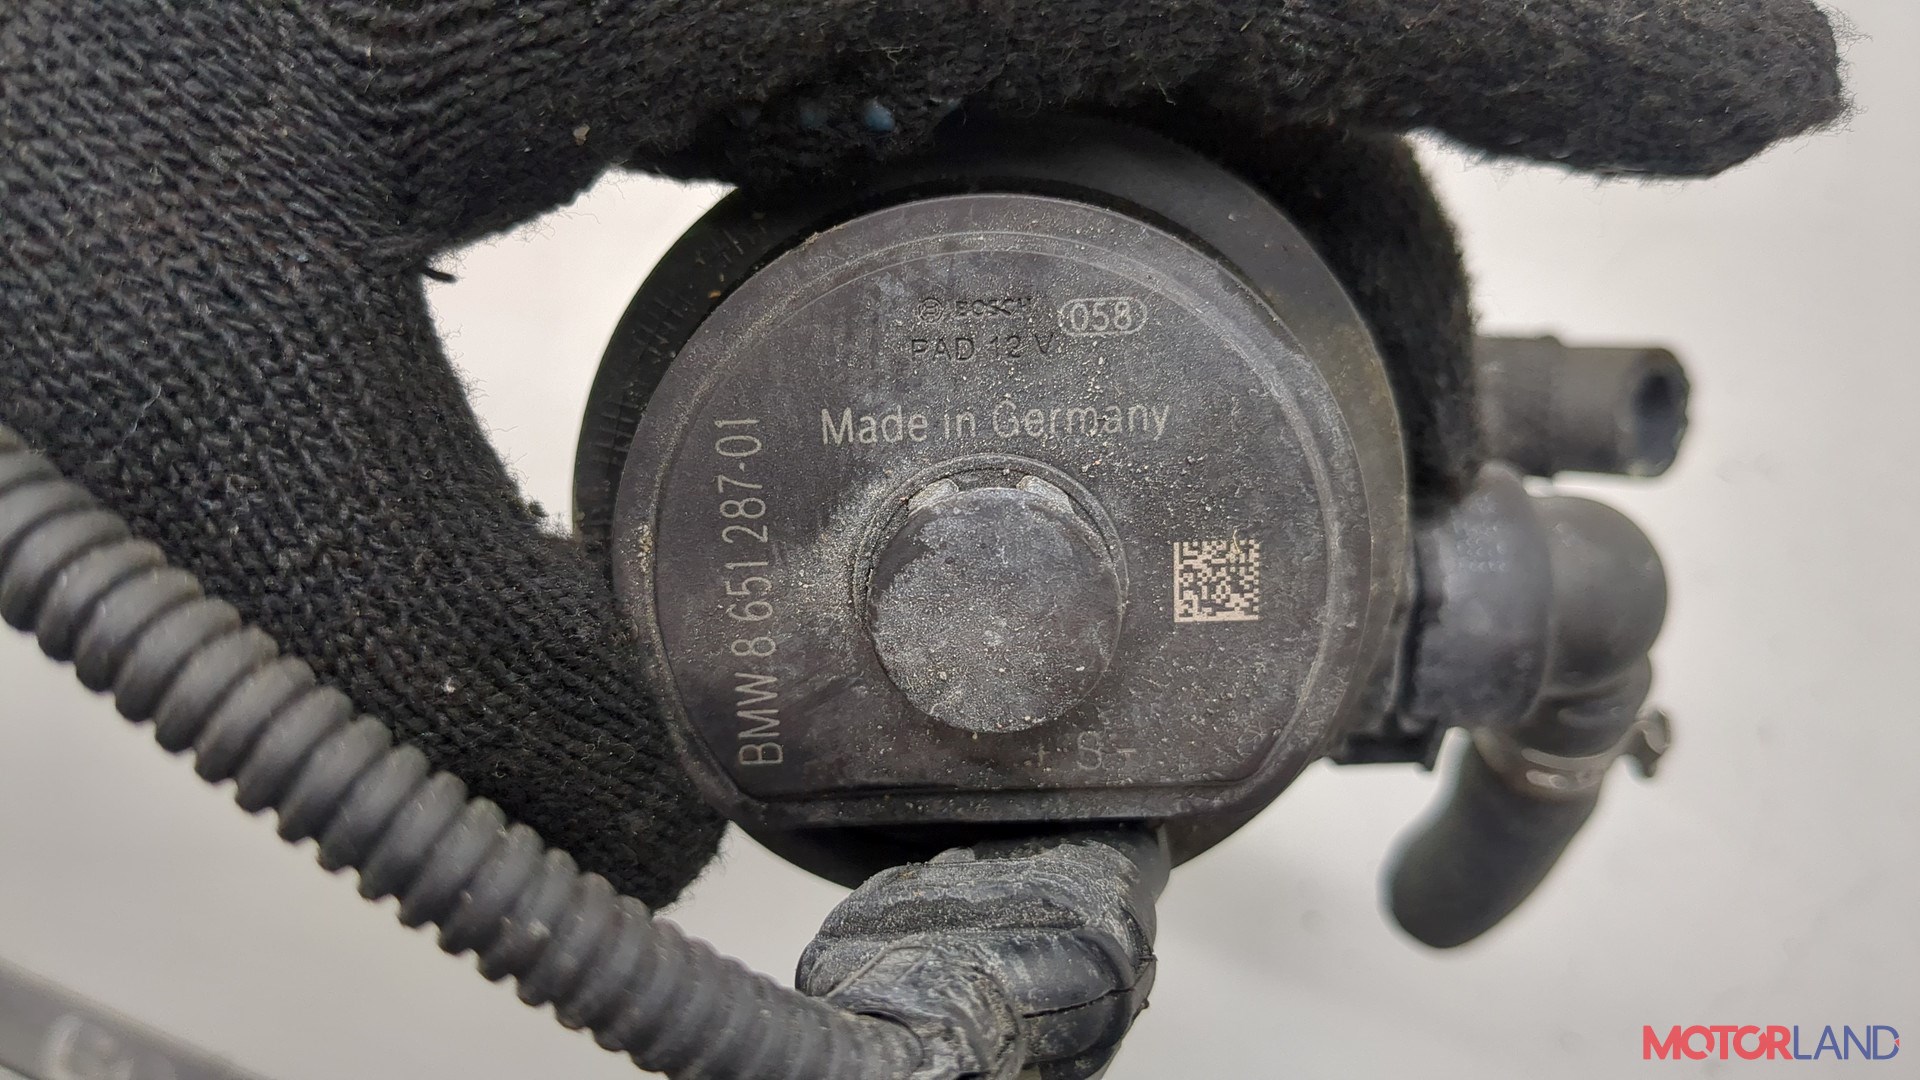 BOSCH 058
PAD 12 V
Made in Germany
BMW 8 651 287-01
+ S -
MOTORLAND